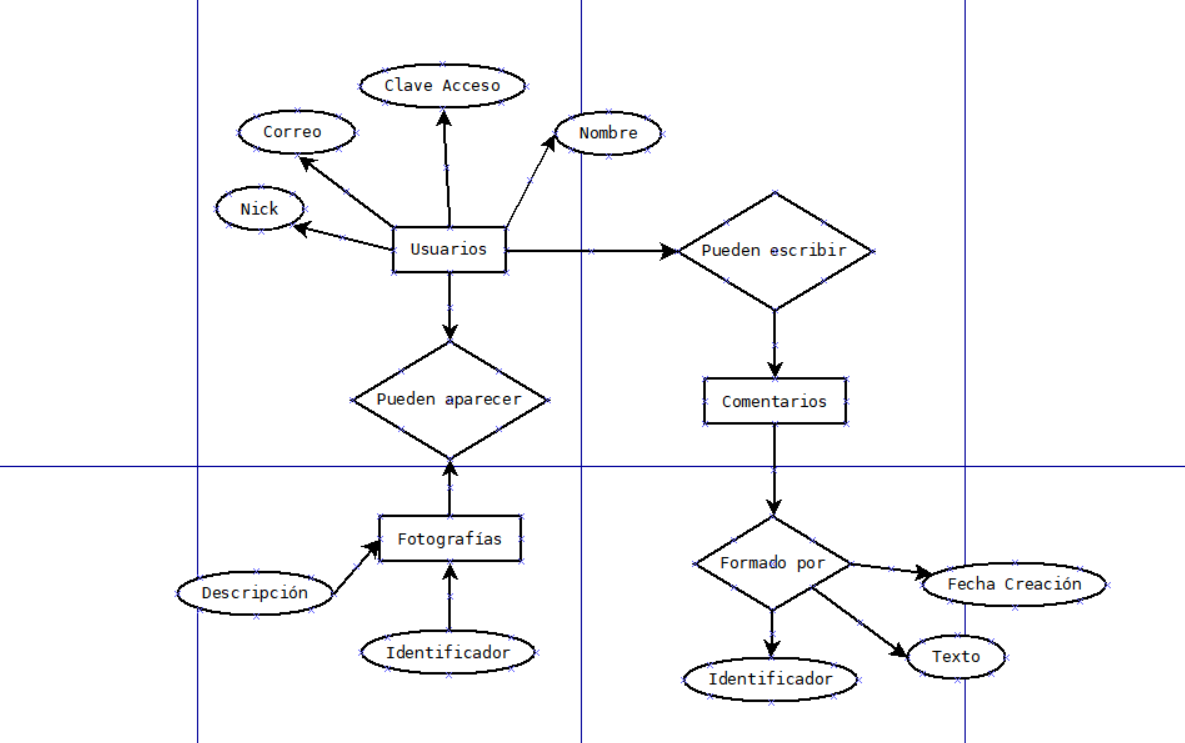 Clave Acceso
Correo
Nombre
Nick
Usuarios
Pueden escribir
Pueden aparecer
Comentarios
Fotografías
Formado por
Descripción
Fecha Creación
Identificador
Texto
Identificador